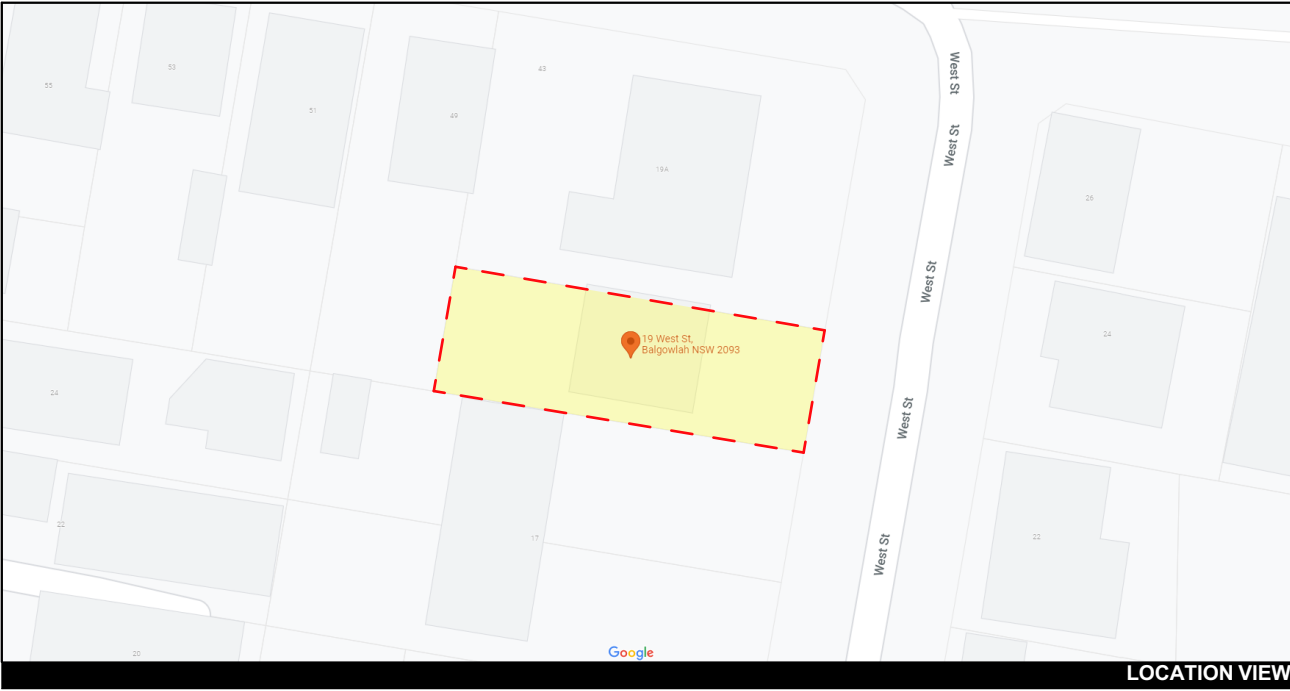 53
55
51
49
43
19A
West St
West St
26
West St
19 West St,
Balgowlah NSW 2093
24
24
West St
22
17
22
West St
20
Google
LOCATION VIEW